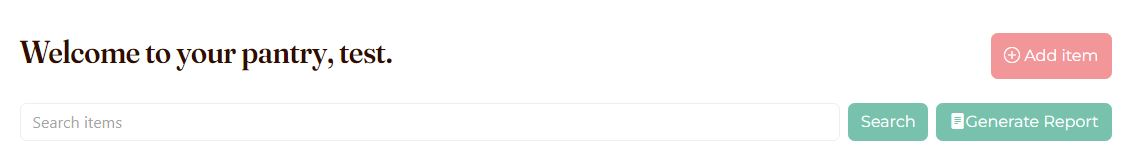 Welcome to your pantry, test.
Add item
Search items
Search
Generate Report